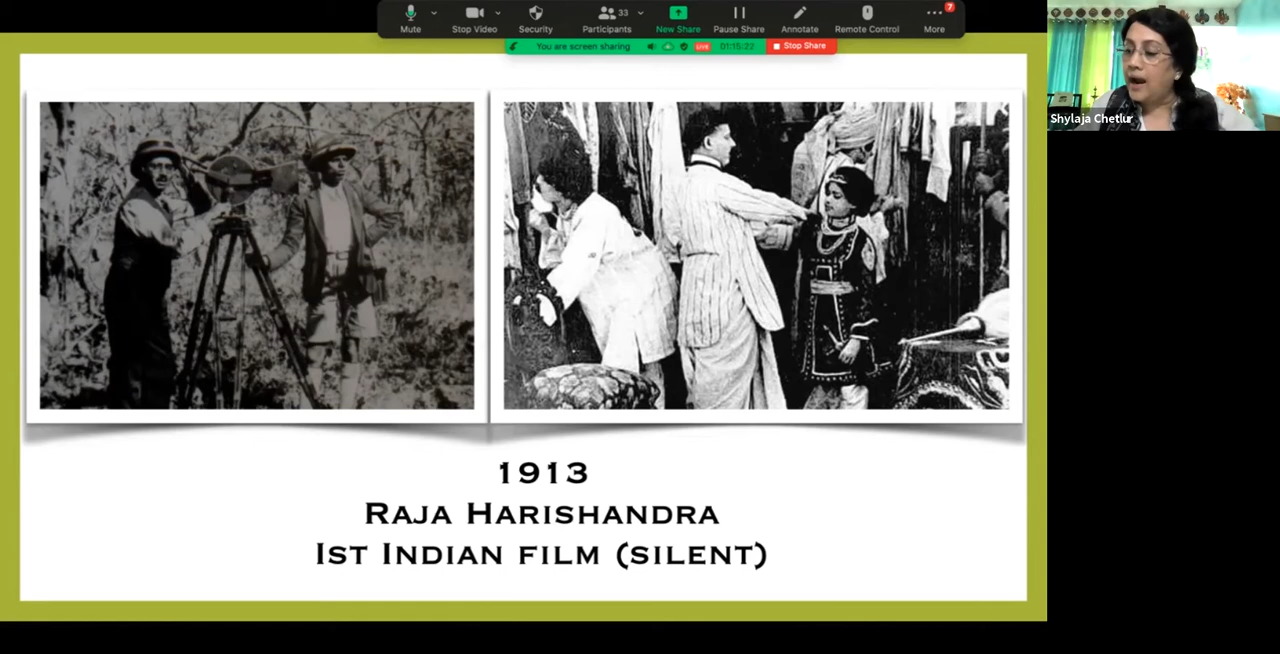 33
7
Mute
Stop Video
Security
Participants
New Share
Pause Share
Annotate
Remote Control
More
You are screen sharing
LIVE
01:15:22
Stop Share
Shylaja Chetlur
1913
Raja Harishandra
Ist Indian film (silent)